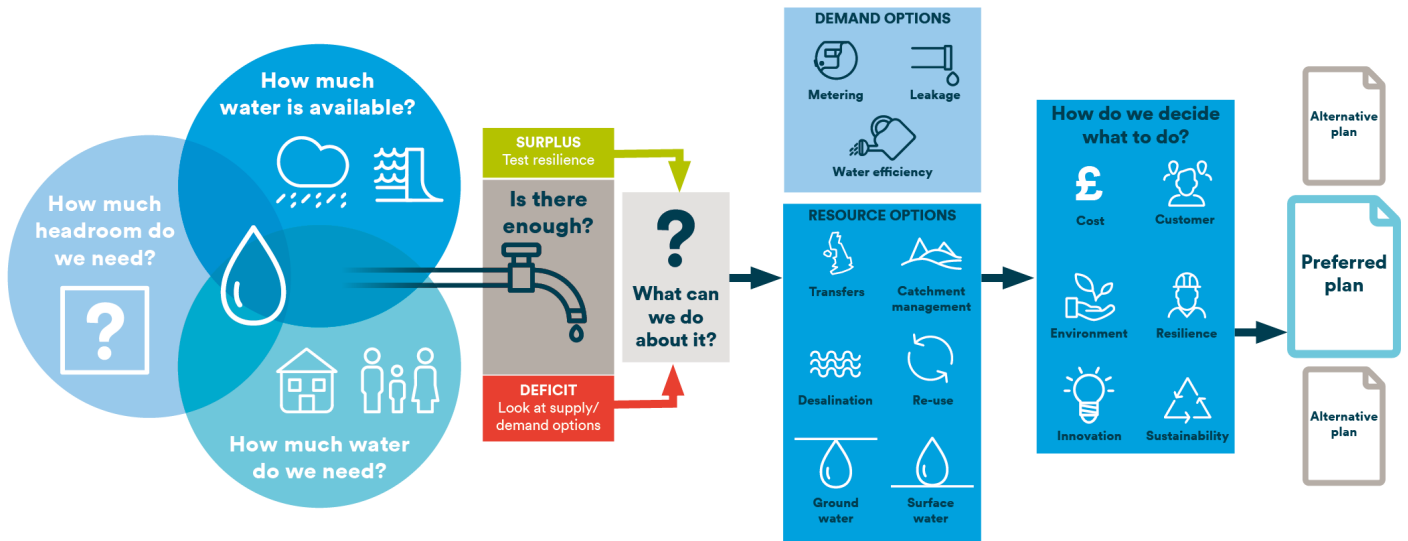 How much
water is available?
How much
headroom do
we need?
?
How much water
do we need?
SURPLUS
Test resilience
Is there
enough?
DEFICIT
Look at supply/
demand options
?
What can
we do
about it?
DEMAND OPTIONS
Metering
Leakage
Water efficiency
RESOURCE OPTIONS
Transfers
Catchment
management
Desalination
Re-use
Ground
water
Surface
water
How do we decide
what to do?
£
Cost
Customer
Environment
Resilience
Innovation
Sustainability
Alternative
plan
Preferred
plan
Alternative
plan